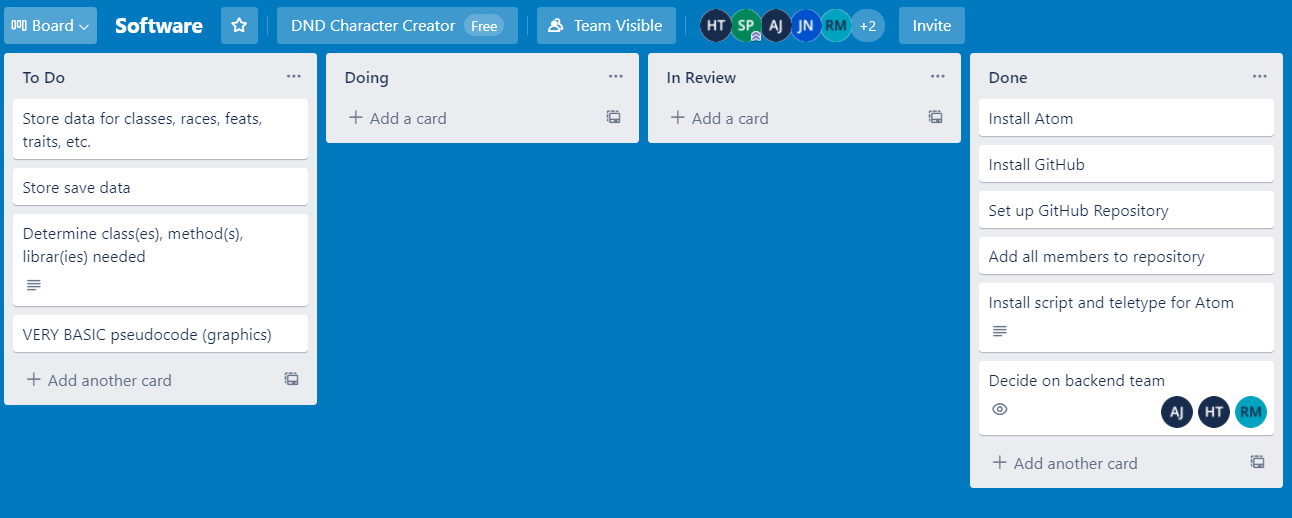 Board Software DND Character Creator Free Team Visible HT SP AJ JN RM +2 Invite
To Do
Store data for classes, races, feats,
traits, etc.
Store save data
Determine class(es), method(s),
librar(ies) needed
VERY BASIC pseudocode (graphics)
Add another card
Doing
Add a card
In Review
Add a card
Done
Install Atom
Install GitHub
Set up GitHub Repository
Add all members to repository
Install script and teletype for Atom
Decide on backend team
AJ HT RM
Add another card